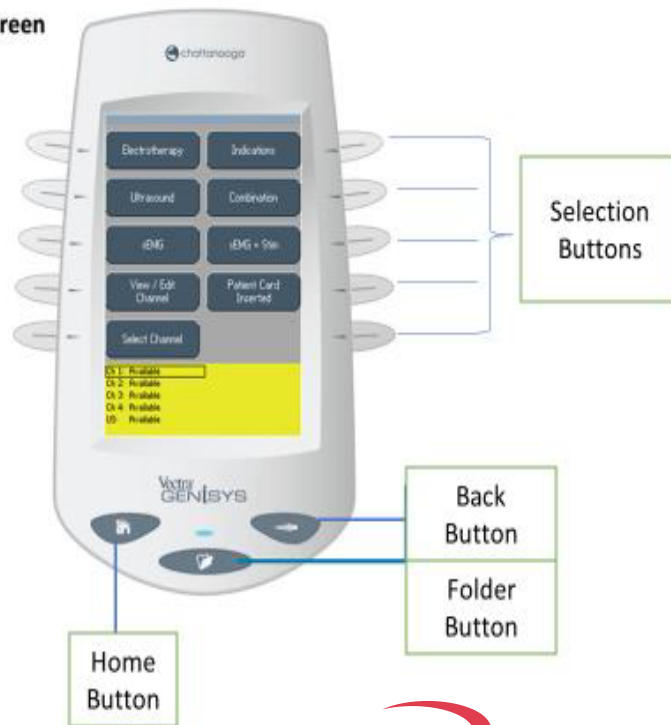 reen
chattanooga
Electrotherapy
Indications
Ultrasound
Combination
sEMG
sEMG + Stim
View / Edit
Channel
Patient Card
Inserted
Select Channel
Ch 1: Available
Ch 2: Available
Ch 3: Available
Ch 4: Available
US: Available
Vectra
GENISYS
Selection
Buttons
Back
Button
Folder
Button
Home
Button